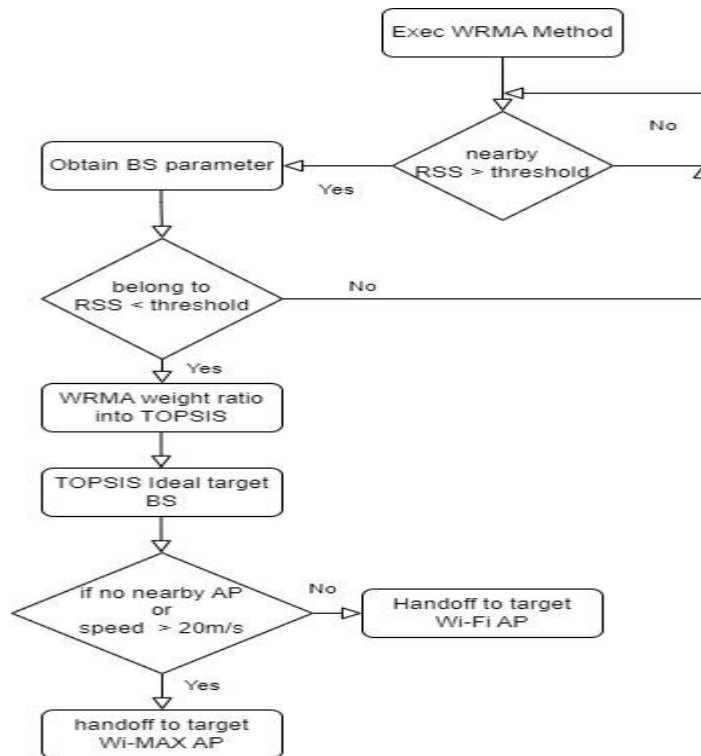 Exec WRMA Method
No
nearby
RSS > threshold
Yes
Obtain BS parameter
belong to
RSS < threshold
No
Yes
WRMA weight ratio
into TOPSIS
TOPSIS Ideal target
BS
if no nearby AP
or
speed > 20m/s
No
Handoff to target
Wi-Fi AP
Yes
handoff to target
Wi-MAX AP